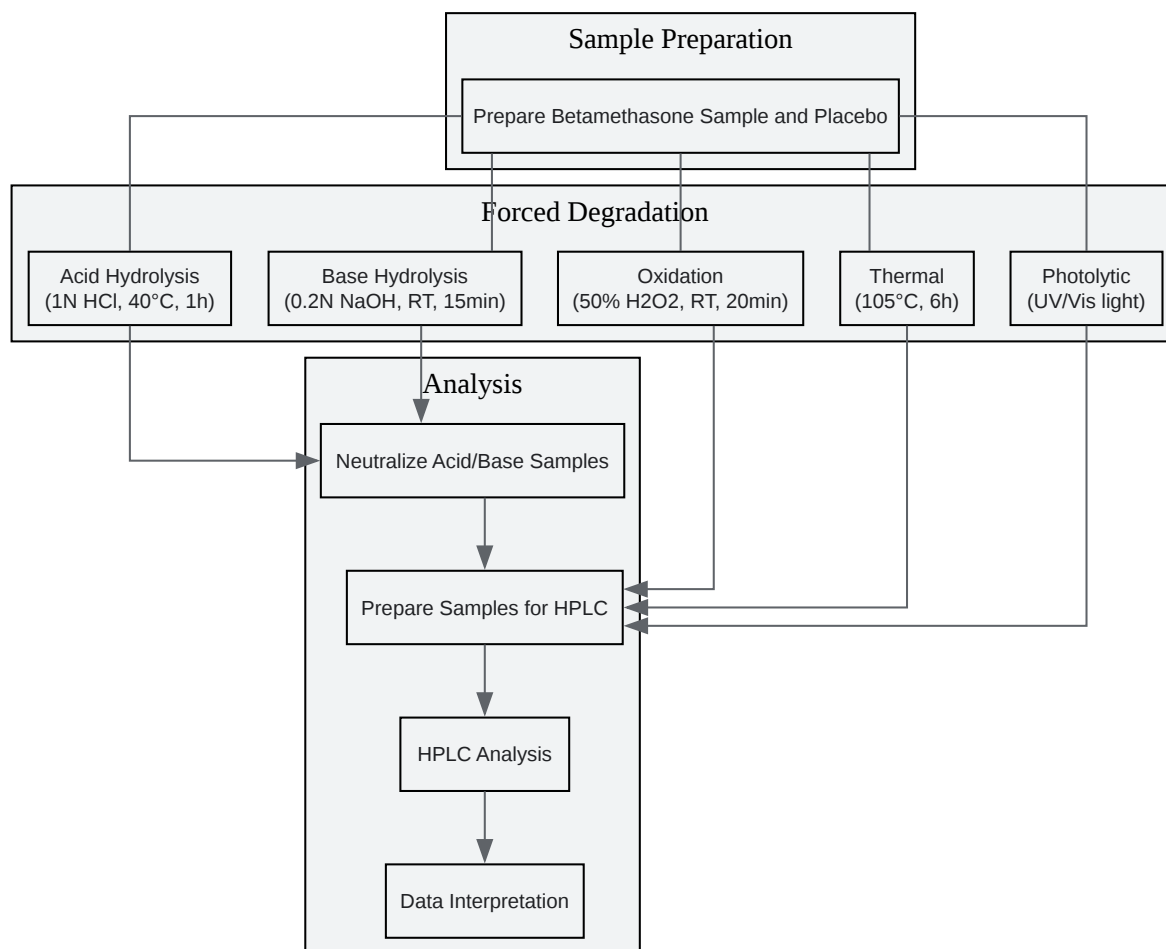 Sample Preparation
Prepare Betamethasone Sample and Placebo
Forced Degradation
Acid Hydrolysis
(1N HCl, 40°C, 1h)
Base Hydrolysis
(0.2N NaOH, RT, 15min)
Oxidation
(50% H2O2, RT, 20min)
Thermal
(105°C, 6h)
Photolytic
(UV/Vis light)
Analysis
Neutralize Acid/Base Samples
Prepare Samples for HPLC
HPLC Analysis
Data Interpretation